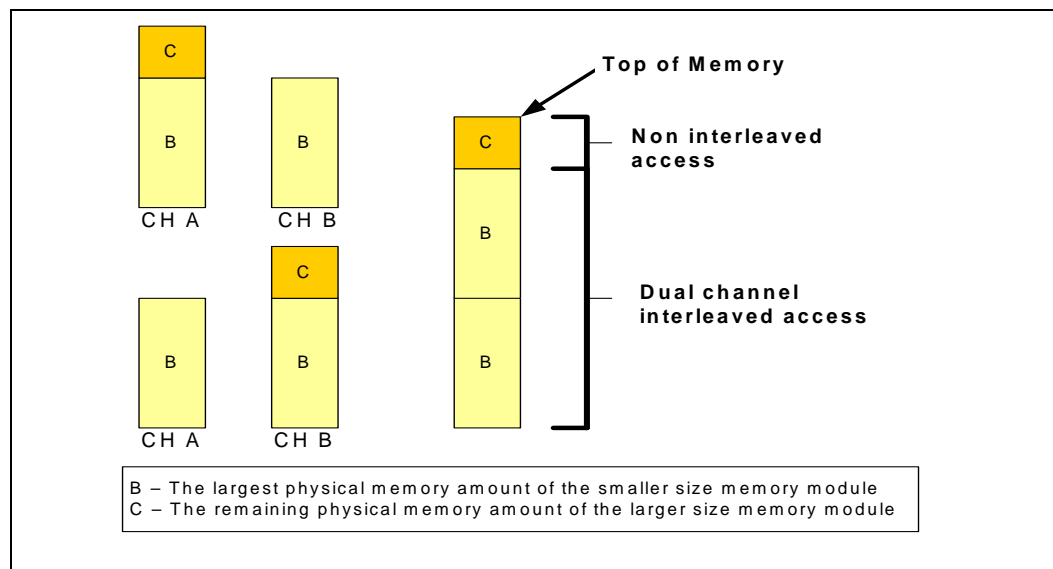 C
B
CH A
B
CH B
B
CH A
C
B
CH B
C
B
B
Top of Memory
Non interleaved
access
Dual channel
interleaved access
B – The largest physical memory amount of the smaller size memory module
C – The remaining physical memory amount of the larger size memory module